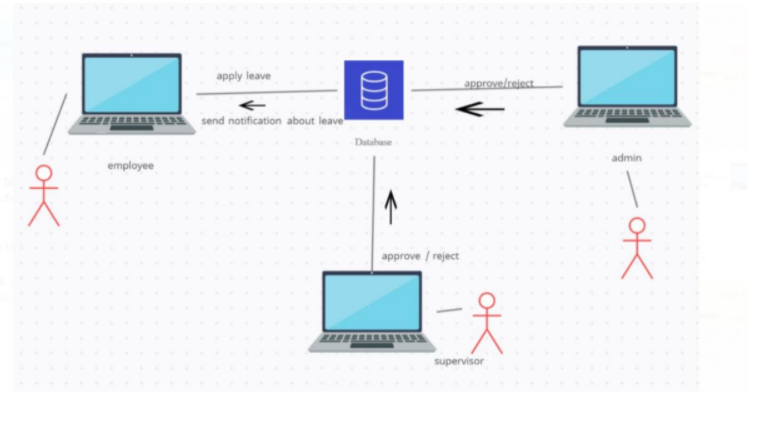 apply leave
approve/reject
send notification about leave
Database
employee
admin
approve / reject
supervisor